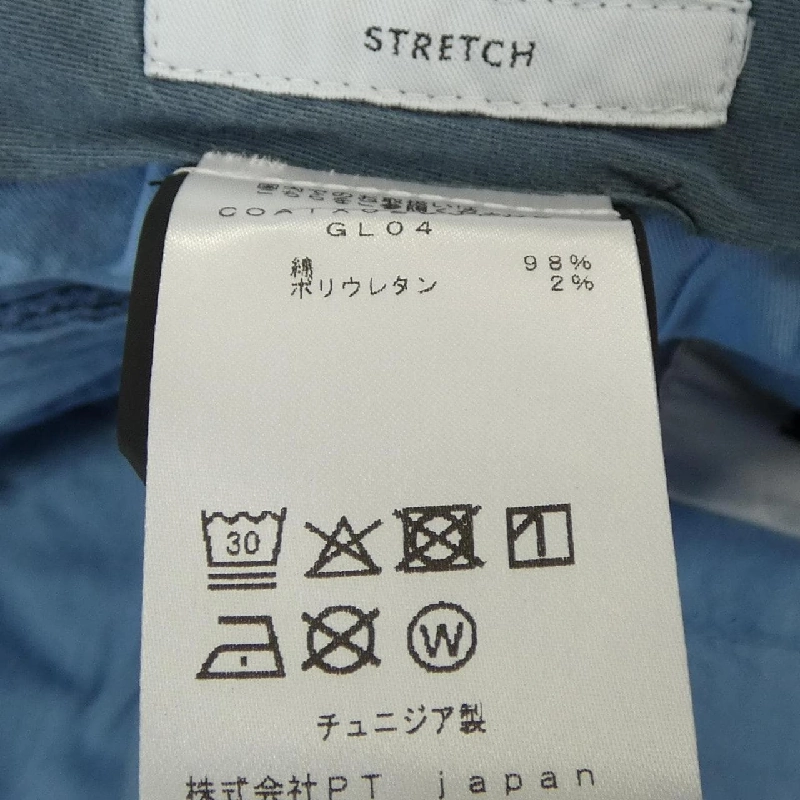 STRETCH
GL04
綿 98%
ポリウレタン 2%
30
W
チュニジア製
株式会社PT japan